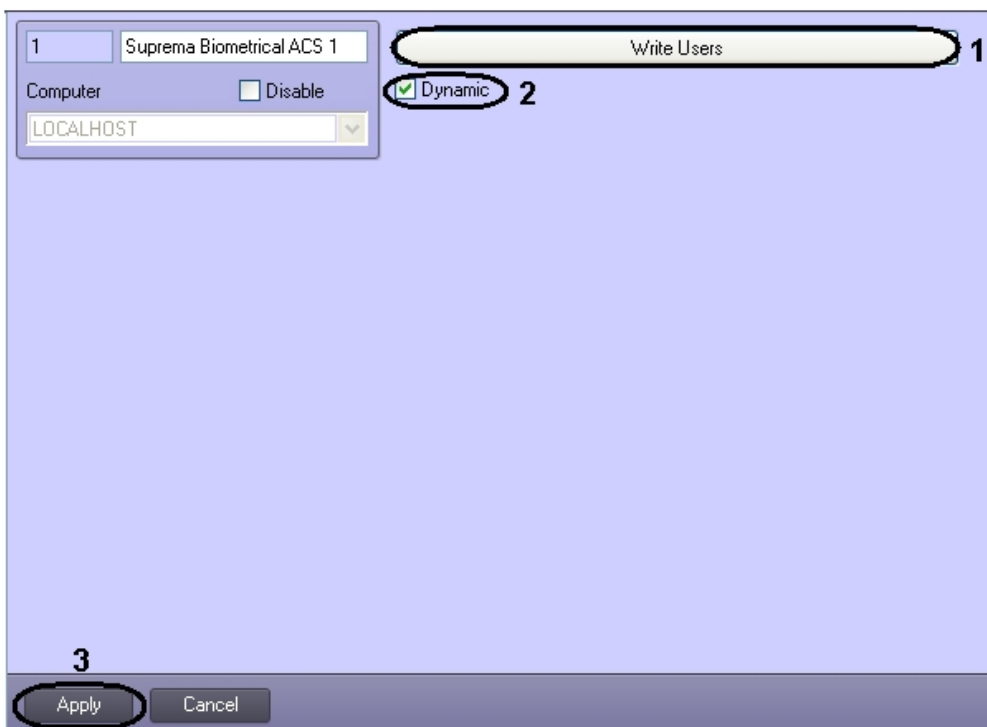 1 Suprema Biometrical ACS 1 Write Users 1
Computer Disable Dynamic 2
LOCALHOST
3
Apply Cancel